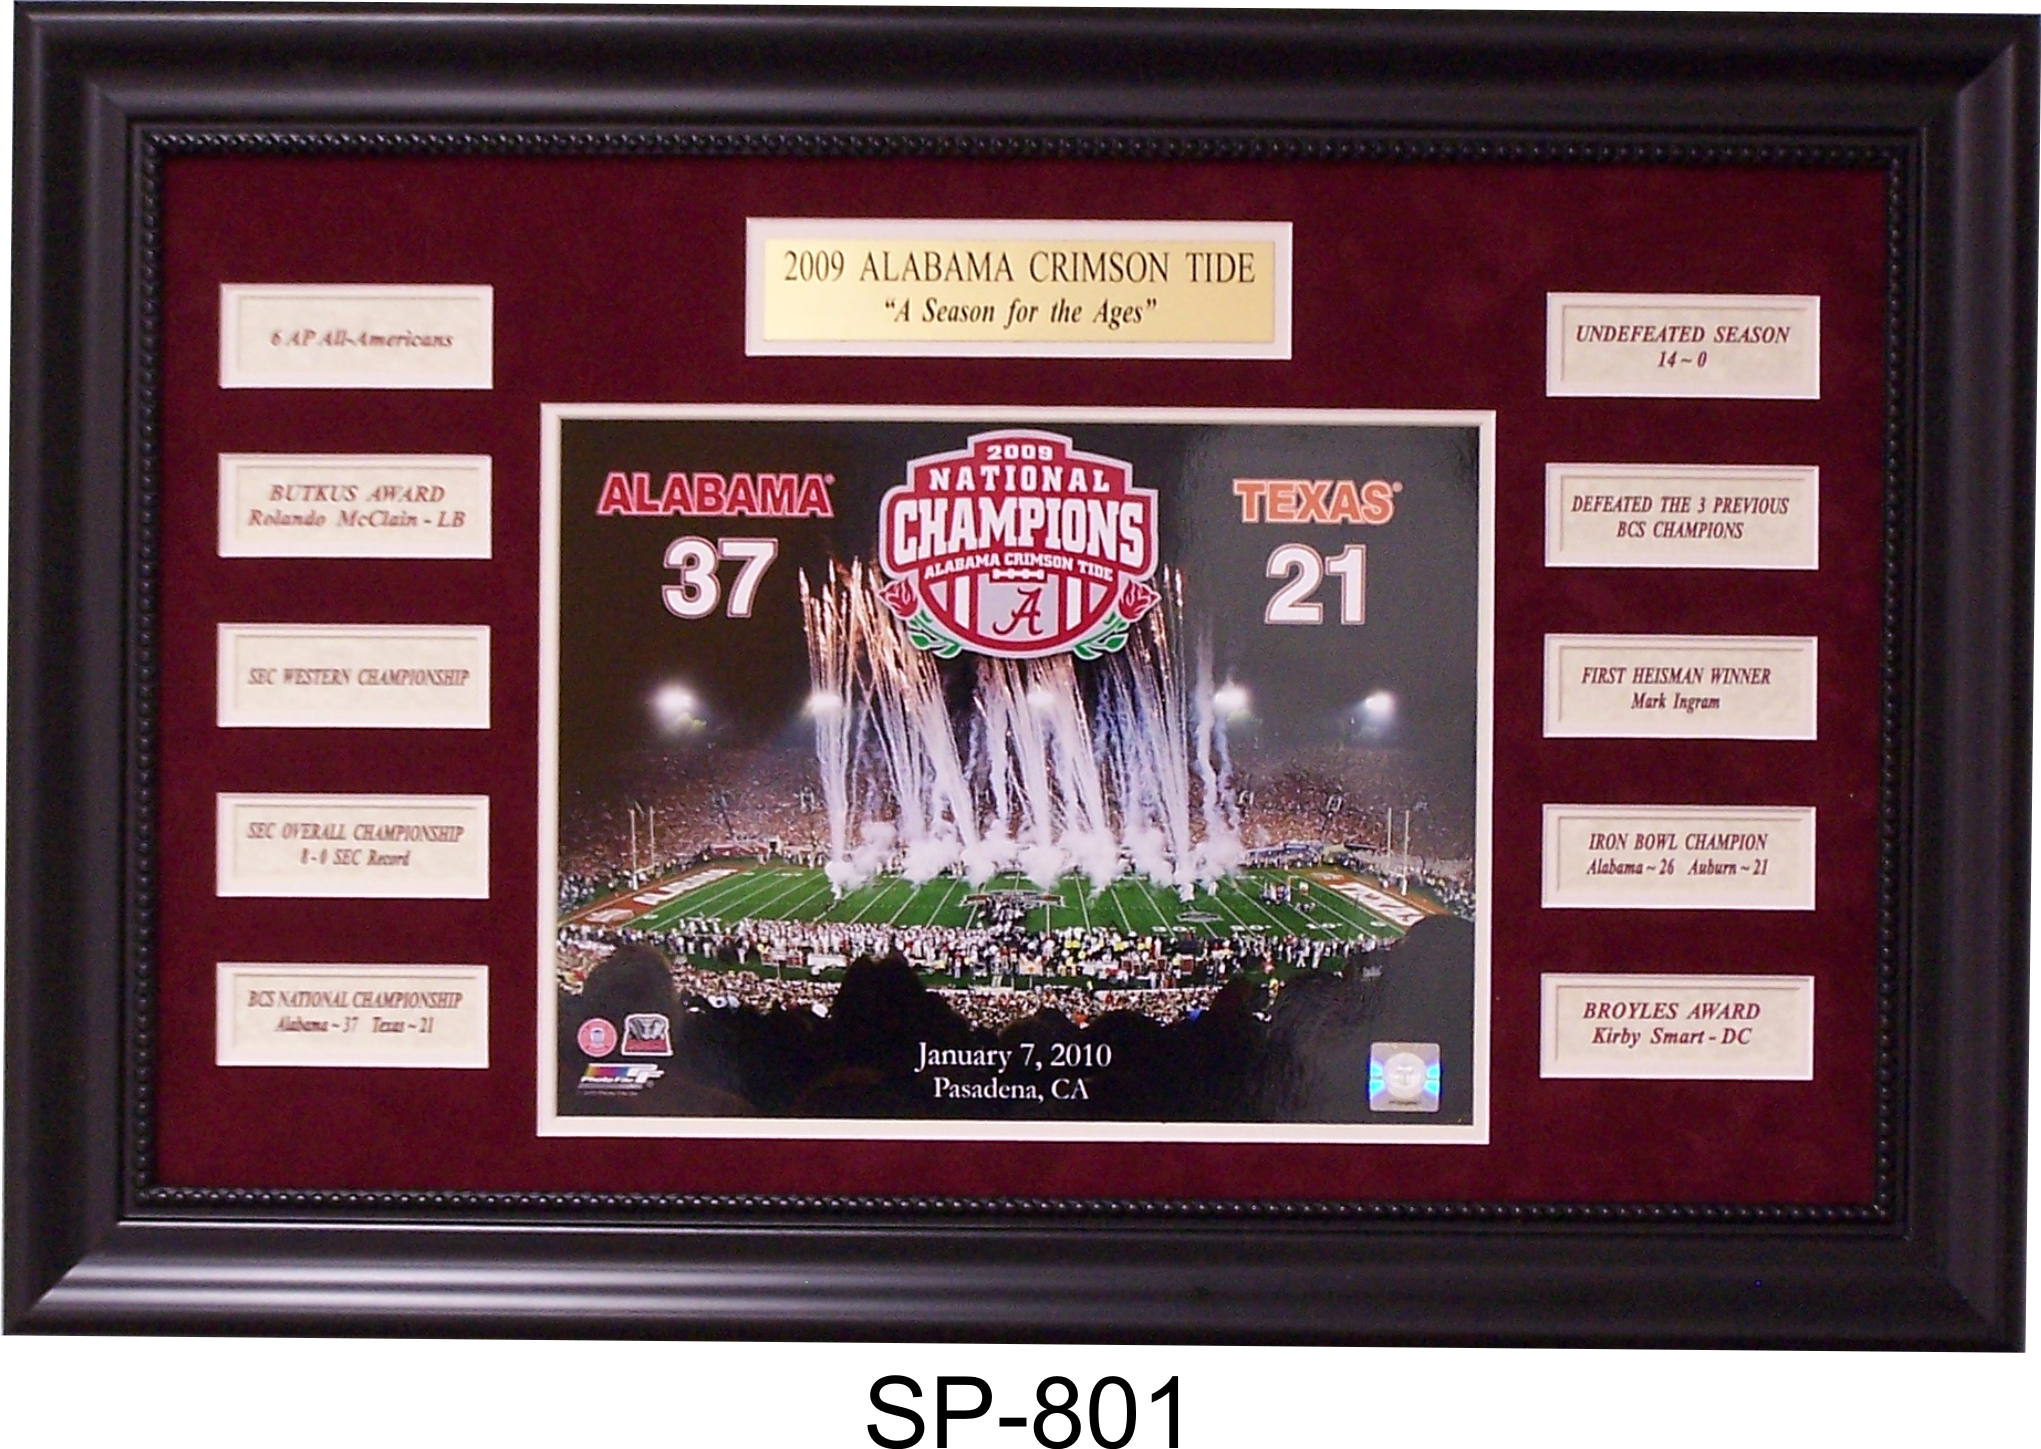 2009 ALABAMA CRIMSON TIDE
“A Season for the Ages”
6 AP All-Americans
BUTKUS AWARD
Rolando McClain - LB
SEC WESTERN CHAMPIONSHIP
SEC OVERALL CHAMPIONSHIP
8-0 SEC Record
BCS NATIONAL CHAMPIONSHIP
Alabama ~ 37 Texas ~ 21
ALABAMA
37
2009
NATIONAL
CHAMPIONS
ALABAMA CRIMSON TIDE
A
TEXAS
21
January 7, 2010
Pasadena, CA
Photo File
UNDEFEATED SEASON
14 ~ 0
DEFEATED THE 3 PREVIOUS
BCS CHAMPIONS
FIRST HEISMAN WINNER
Mark Ingram
IRON BOWL CHAMPION
Alabama ~ 26 Auburn ~ 21
BROYLES AWARD
Kirby Smart - DC
SP-801